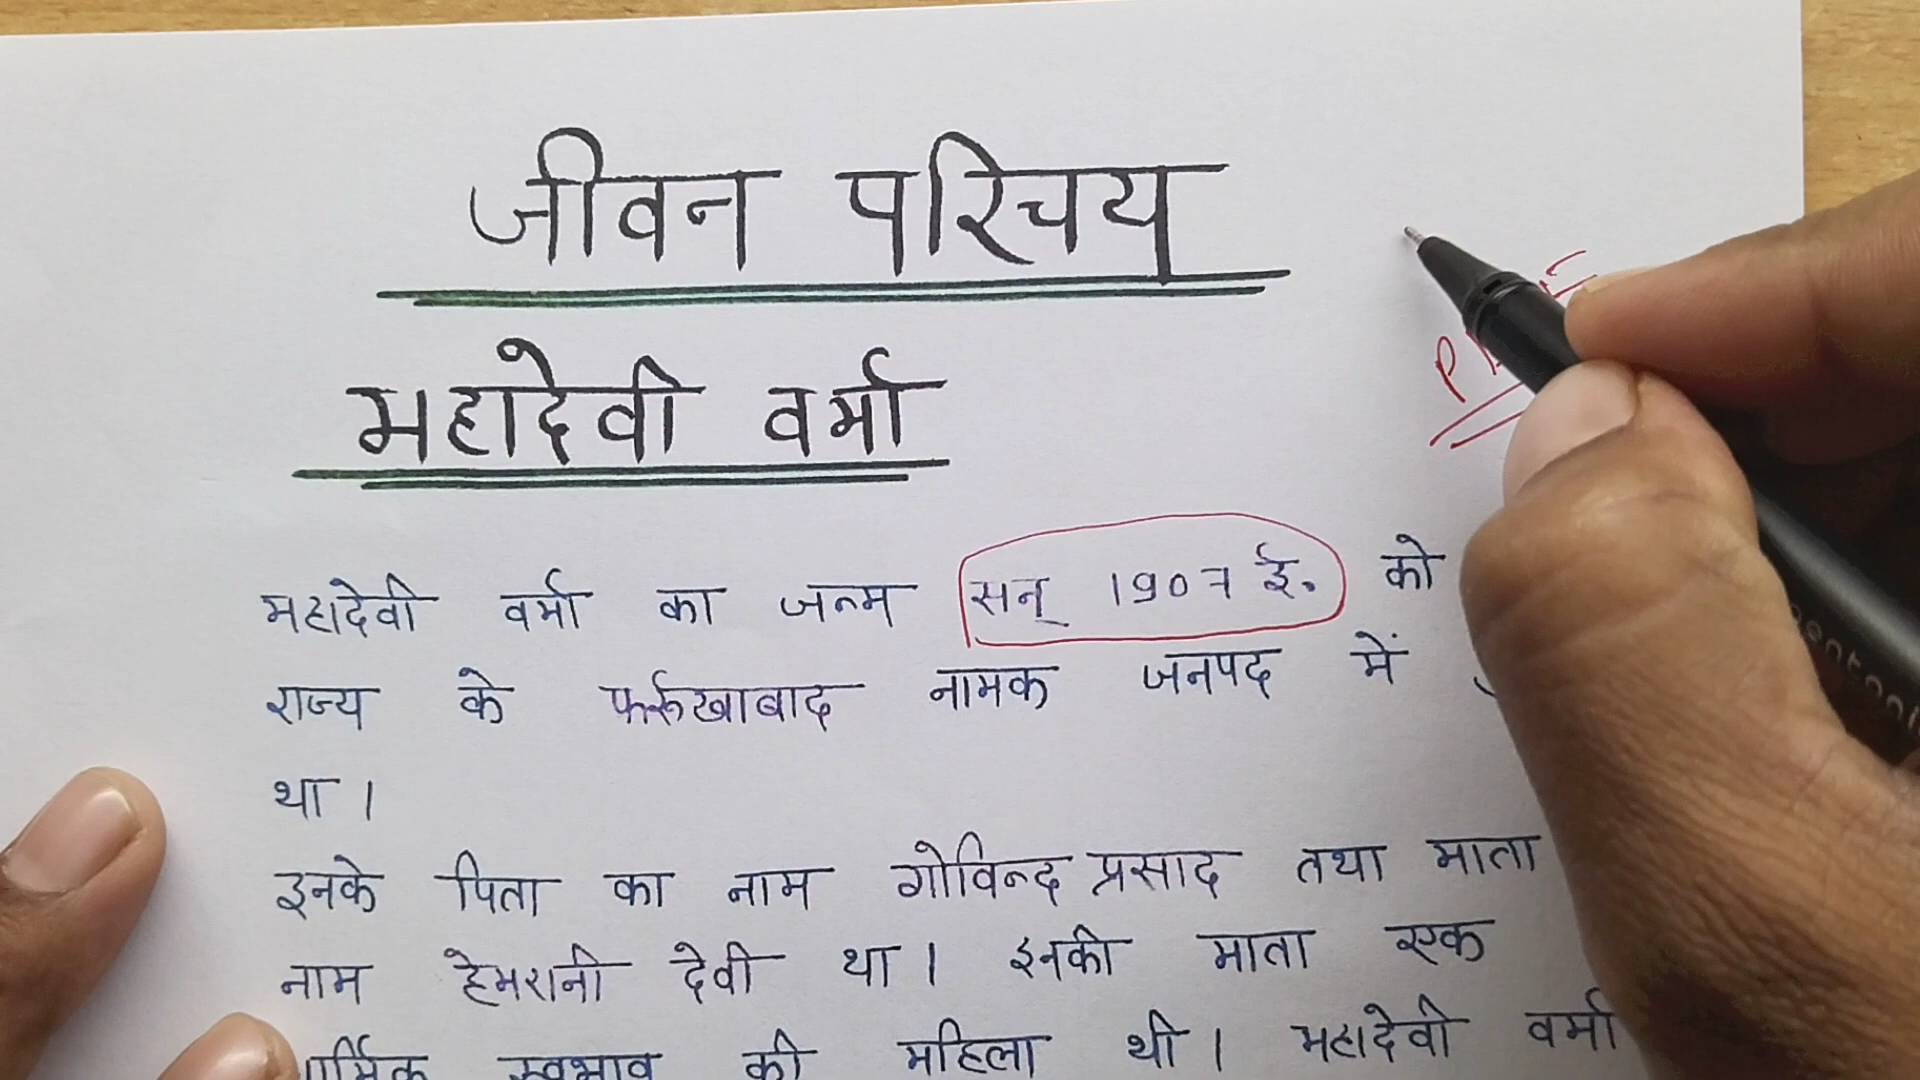 जीवन परिचय
महादेवी वर्मा
महादेवी वर्मा का जन्म सन् 1907 ई. को
राज्य के फर्रूखाबाद नामक जनपद में
था।
इनके पिता का नाम गोविन्द प्रसाद तथा माता
नाम हेमरानी देवी था। इनकी माता एक
स्वभाव की महिला थी। महादेवी वर्मा